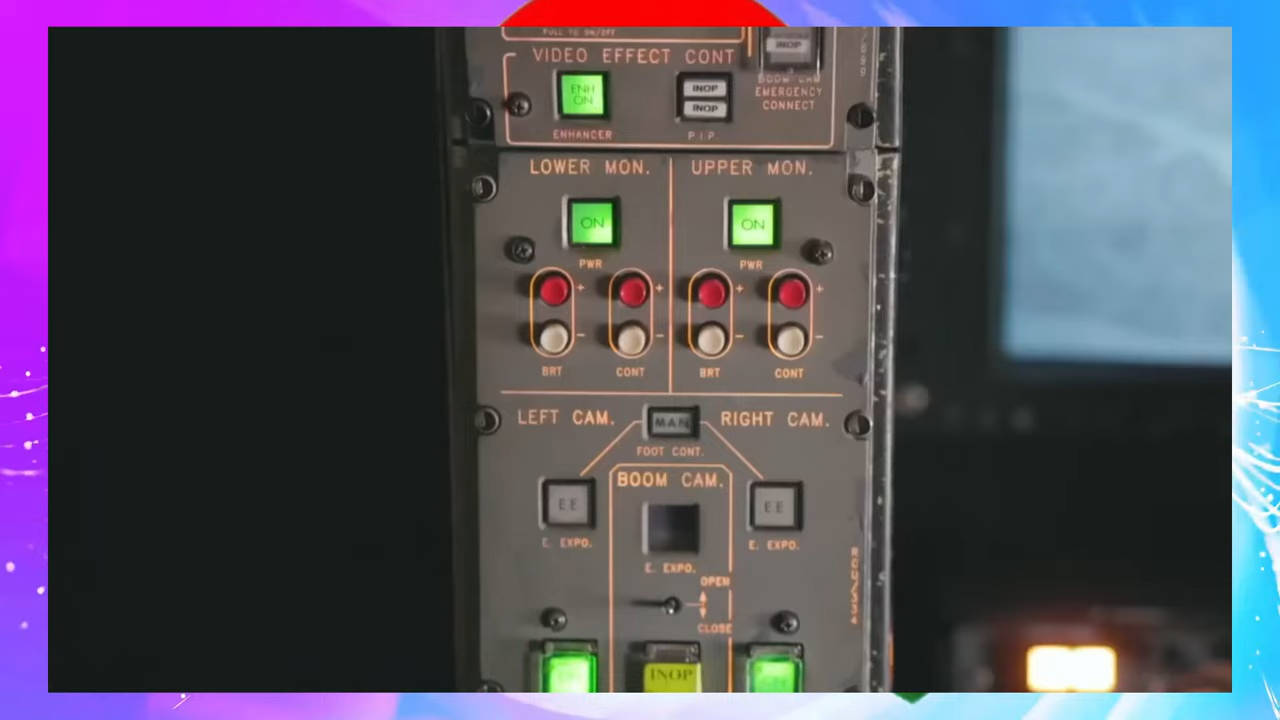 PULL TO ON/OFF
VIDEO EFFECT CONT
INOP
ENH
ON
INOP
INOP
BOOM CAM
EMERGENCY
CONNECT
ENHANCER
P.I.P.
LOWER MON.
UPPER MON.
ON
ON
PWR
PWR
+ + + +
- - - -
BRT CONT BRT CONT
LEFT CAM.
MAN
RIGHT CAM.
FOOT CONT.
BOOM CAM.
EE
EE
E. EXPO.
E. EXPO.
E. EXPO.
OPEN
CLOSE
INOP